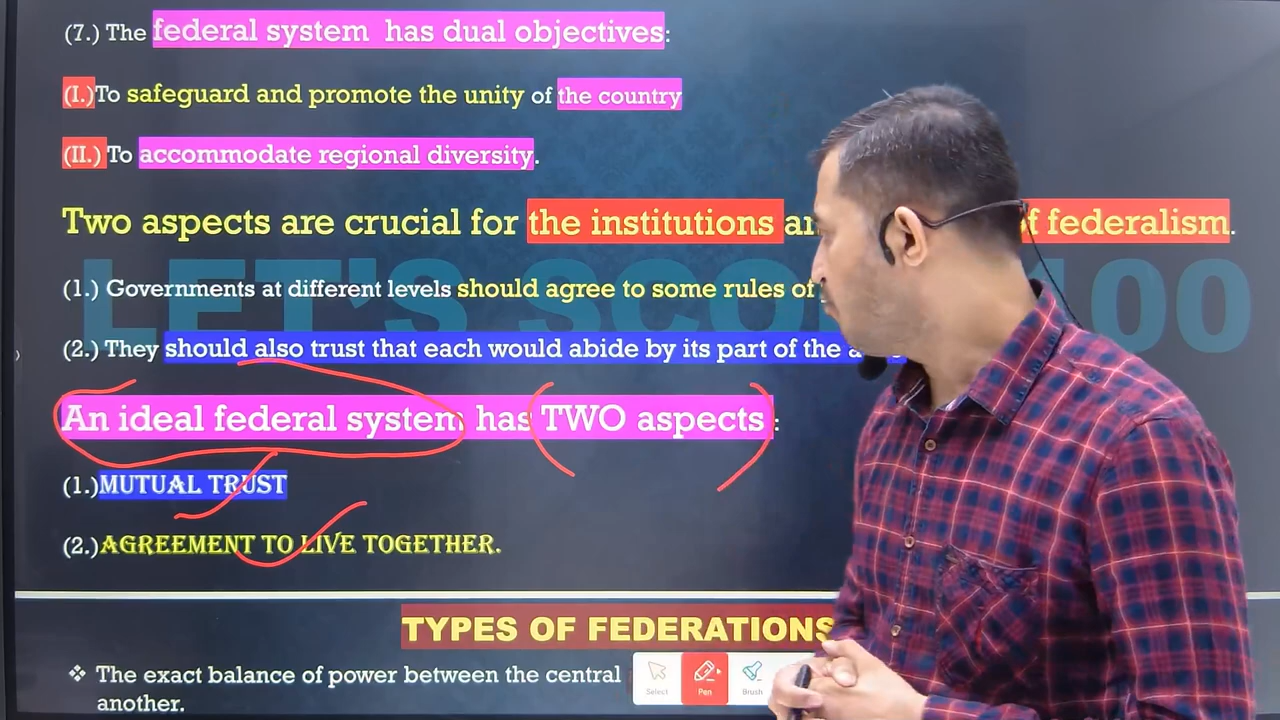 (7.) The federal system has dual objectives:
(I.)To safeguard and promote the unity of the country
(II.) To accommodate regional diversity.
Two aspects are crucial for the institutions of federalism.
LET'S SCO 100
(1.) Governments at different levels should agree to some rules of
(2.) They should also trust that each would abide by its part of the
An ideal federal system has TWO aspects :
(1.)MUTUAL TRUST
(2.)AGREEMENT TO LIVE TOGETHER.
TYPES OF FEDERATIONS
❖ The exact balance of power between the central
another.
Select Pen Brush